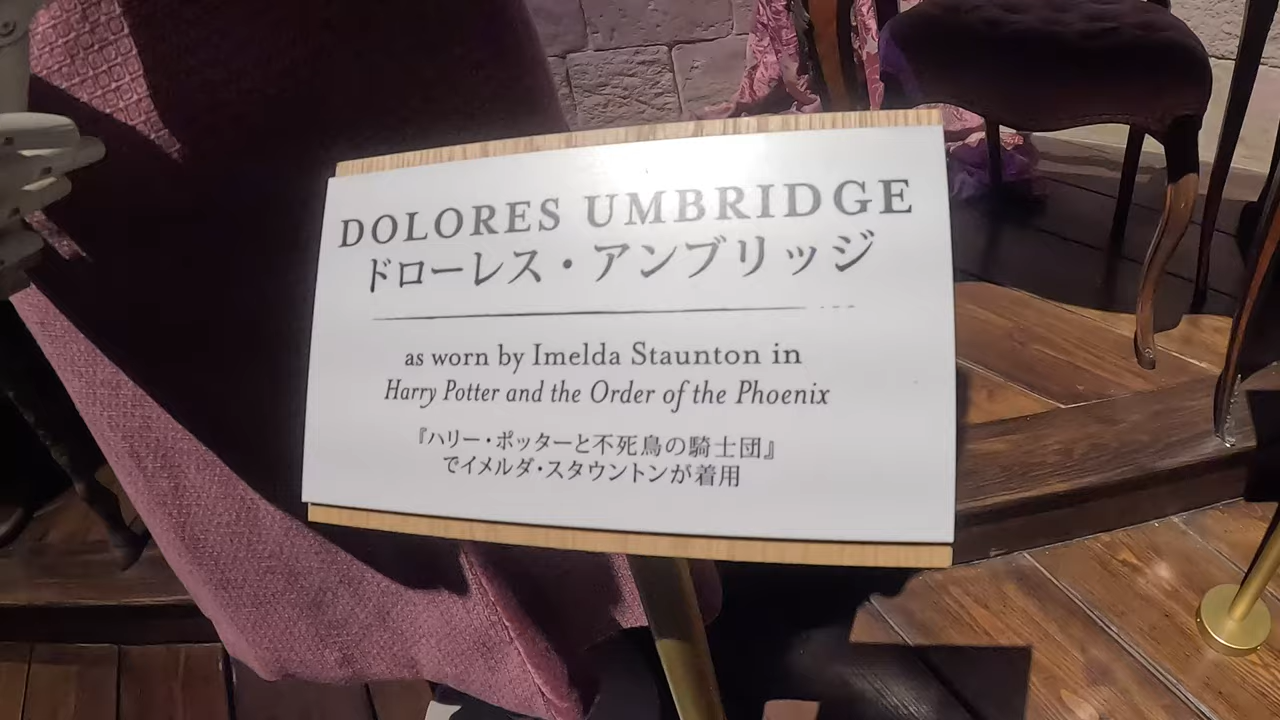 DOLORES UMBRIDGE
ドローレス・アンブリッジ
as worn by Imelda Staunton in
Harry Potter and the Order of the Phoenix
『ハリー・ポッターと不死鳥の騎士団』
でイメルダ・スタウントンが着用